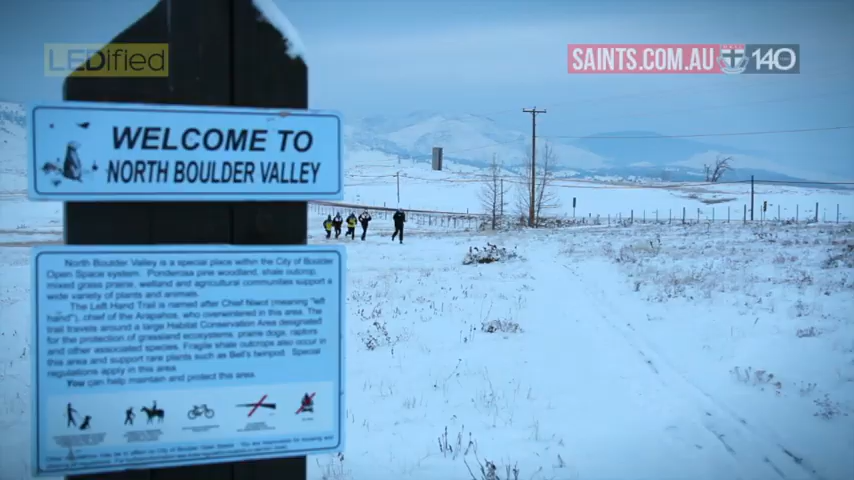 LEDified
SAINTS.COM.AU 140
WELCOME TO
NORTH BOULDER VALLEY
North Boulder Valley is a special place within the City of Boulder
Open Space system. Ponderosa pine woodland, shale outcrop,
mixed grass prairie, wetland and agricultural communities support a
wide variety of plants and animals.
The Left Hand Trail is named after Chief Niwot (meaning "left
hand"), chief of the Arapahos, who overwintered in this area. The
trail travels around a large Habitat Conservation Area designated
for the protection of grassland ecosystems, prairie dogs, raptors
and other associated species. Fragile shale outcrops also occur in
this area and support rare plants such as Bell's twinpod. Special
regulations apply in this area.
You can help maintain and protect this area.